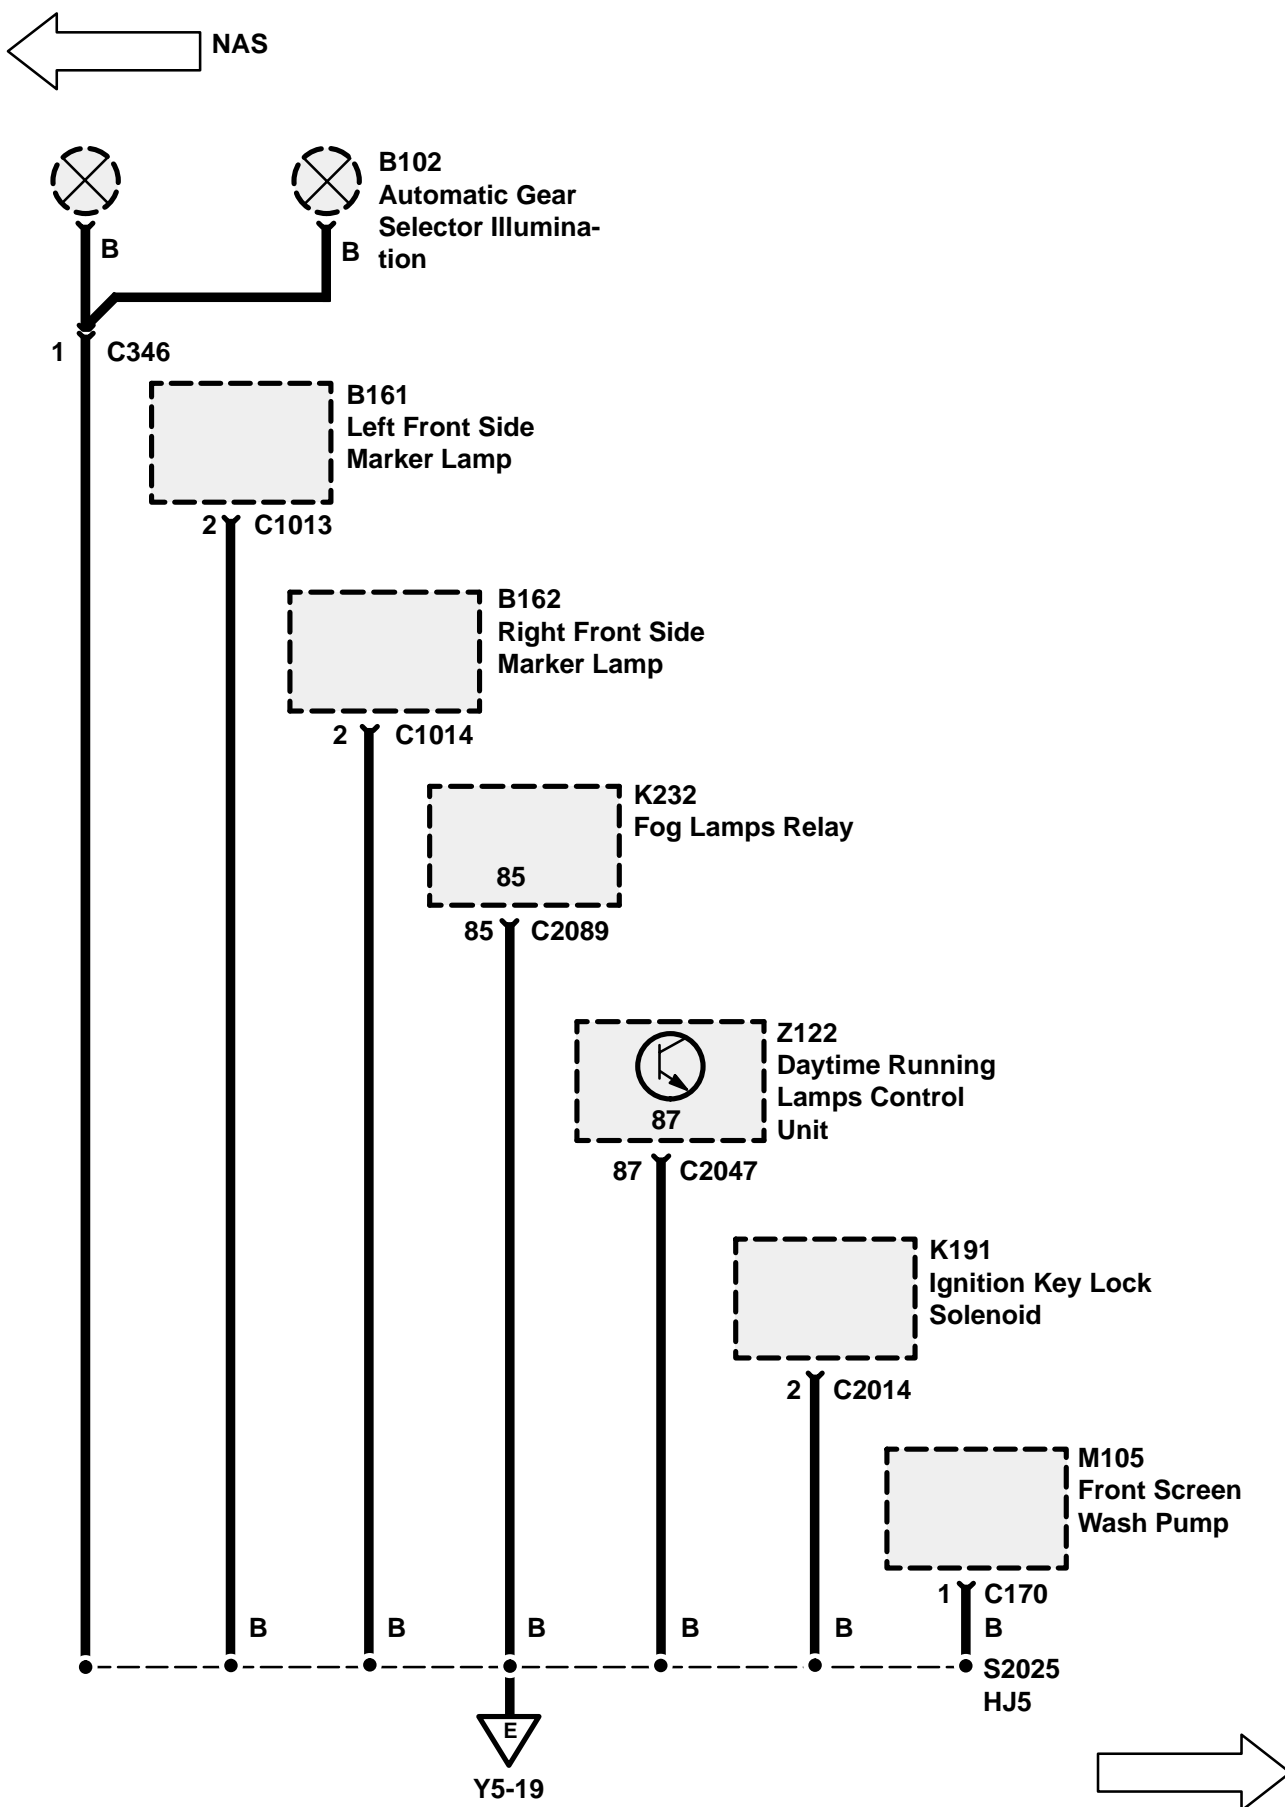 NAS
B102
Automatic Gear
Selector Illumina-
tion
B
B
1 C346
B161
Left Front Side
Marker Lamp
2 C1013
B162
Right Front Side
Marker Lamp
2 C1014
K232
Fog Lamps Relay
85
85 C2089
Z122
Daytime Running
Lamps Control
Unit
87
87 C2047
K191
Ignition Key Lock
Solenoid
2 C2014
M105
Front Screen
Wash Pump
1 C170
B B B B B B
S2025
HJ5
E
Y5-19